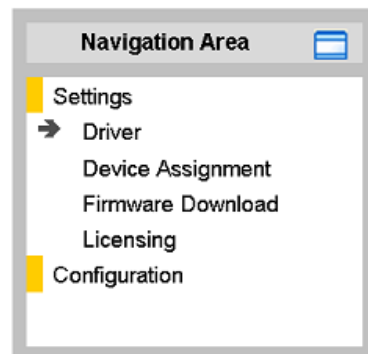 Navigation Area
Settings
Driver
Device Assignment
Firmware Download
Licensing
Configuration